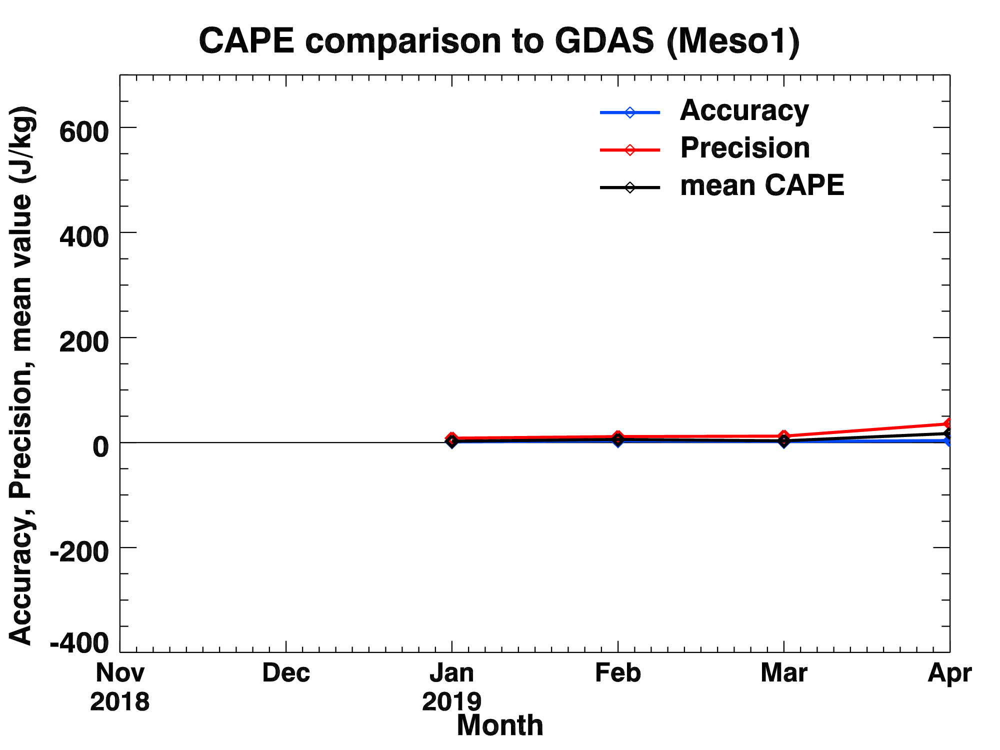 CAPE comparison to GDAS (Meso1)
Accuracy
Precision
mean CAPE
Accuracy, Precision, mean value (J/kg)
600
400
200
0
-200
-400
Nov Dec Jan Feb Mar Apr
2018 2019
Month